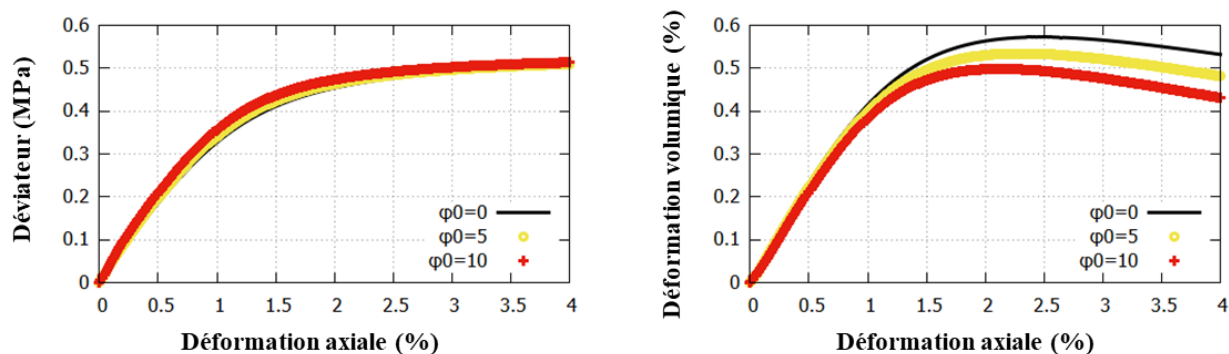 Déviateur (MPa)
0.6
0.5
0.4
0.3
0.2
0.1
0
φ0=0
φ0=5
φ0=10
0 0.5 1 1.5 2 2.5 3 3.5 4
Déformation axiale (%)
Déformation volumique (%)
0.6
0.5
0.4
0.3
0.2
0.1
0
φ0=0
φ0=5
φ0=10
0 0.5 1 1.5 2 2.5 3 3.5 4
Déformation axiale (%)